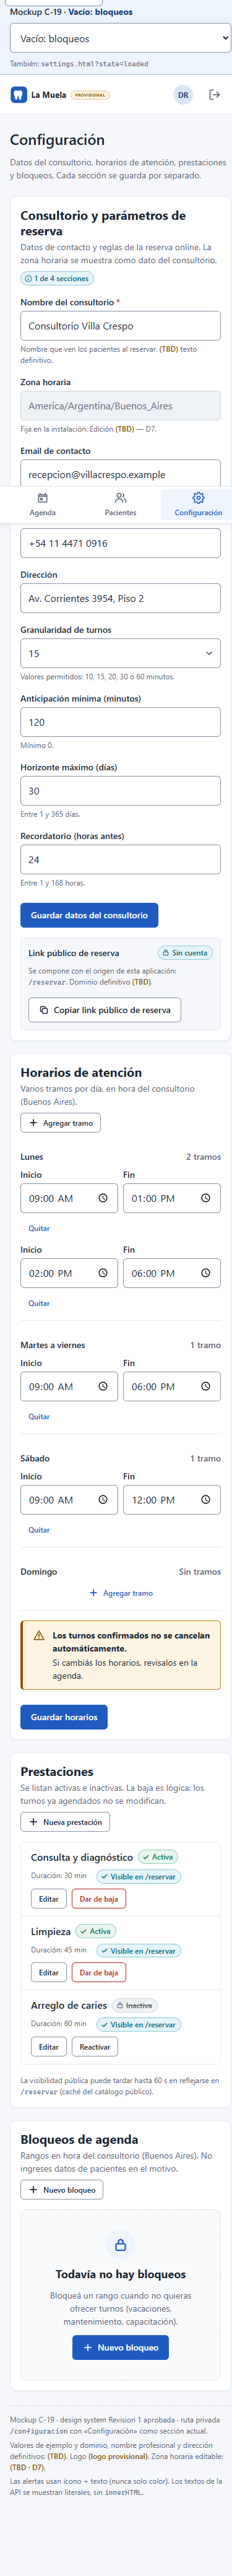 Mockup C-19 · Vacío: bloqueos
Vacío: bloqueos
También: settings.html?state=loaded
La Muela PROVISIONAL DR
Configuración
Datos del consultorio, horarios de atención, prestaciones
y bloqueos. Cada sección se guarda por separado.
Consultorio y parámetros de
reserva
Datos de contacto y reglas de la reserva online. La
zona horaria se muestra como dato del consultorio.
1 de 4 secciones
Nombre del consultorio *
Consultorio Villa Crespo
Nombre que ven los pacientes al reservar. (TBD) texto
definitivo.
Zona horaria
America/Argentina/Buenos_Aires
Fija en la instalación. Edición (TBD) — D7.
Email de contacto
recepcion@villacrespo.example
Agenda Pacientes Configuración
+54 11 4471 0916
Dirección
Av. Corrientes 3954, Piso 2
Granularidad de turnos
15
Valores permitidos: 10, 15, 20, 30 o 60 minutos.
Anticipación mínima (minutos)
120
Mínimo 0.
Horizonte máximo (días)
30
Entre 1 y 365 días.
Recordatorio (horas antes)
24
Entre 1 y 168 horas.
Guardar datos del consultorio
Link público de reserva Sin cuenta
Se compone con el origen de esta aplicación:
/reservar. Dominio definitivo (TBD).
Copiar link público de reserva
Horarios de atención
Varios tramos por día, en hora del consultorio
(Buenos Aires).
Agregar tramo
Lunes 2 tramos
Inicio Fin
09:00 AM 01:00 PM
Quitar
Inicio Fin
02:00 PM 06:00 PM
Quitar
Martes a viernes 1 tramo
Inicio Fin
09:00 AM 06:00 PM
Quitar
Sábado 1 tramo
Inicio Fin
09:00 AM 12:00 PM
Quitar
Domingo Sin tramos
Agregar tramo
Los turnos confirmados no se cancelan
automáticamente.
Si cambiás los horarios, revisalos en la
agenda.
Guardar horarios
Prestaciones
Se listan activas e inactivas. La baja es lógica: los
turnos ya agendados no se modifican.
Nueva prestación
Consulta y diagnóstico Activa
Duración: 30 min Visible en /reservar
Editar Dar de baja
Limpieza Activa
Duración: 45 min Visible en /reservar
Editar Dar de baja
Arreglo de caries Inactiva
Duración: 60 min Visible en /reservar
Editar Reactivar
La visibilidad pública puede tardar hasta 60 s en reflejarse en
/reservar (caché del catálogo público).
Bloqueos de agenda
Rangos en hora del consultorio (Buenos Aires). No
ingreses datos de pacientes en el motivo.
Nuevo bloqueo
Todavía no hay bloqueos
Bloqueá un rango cuando no quieras
ofrecer turnos (vacaciones,
mantenimiento, capacitación).
Nuevo bloqueo
Mockup C-19 · design system Revision 1 aprobada · ruta privada
/configuracion con «Configuración» como sección actual.
Valores de ejemplo y dominio, nombre profesional y dirección
definitivos: (TBD). Logo (logo provisional). Zona horaria editable:
(TBD · D7).
Las alertas usan ícono + texto (nunca solo color). Los textos de la
API se muestran literales, sin innerHTML.